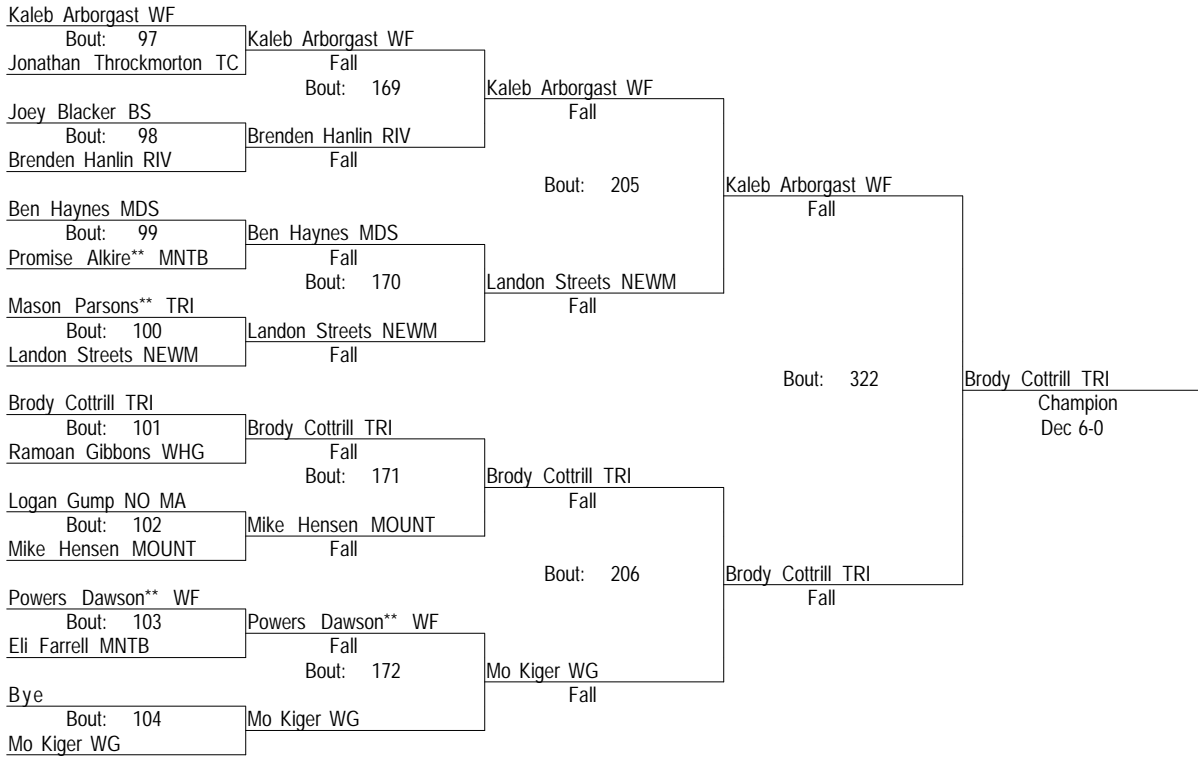 Kaleb Arborgast WF
Bout: 97
Jonathan Throckmorton TC
Kaleb Arborgast WF
Fall
Bout: 169
Joey Blacker BS
Bout: 98
Brenden Hanlin RIV
Brenden Hanlin RIV
Fall
Kaleb Arborgast WF
Fall
Bout: 205
Ben Haynes MDS
Bout: 99
Promise Alkire** MNTB
Ben Haynes MDS
Fall
Bout: 170
Mason Parsons** TRI
Bout: 100
Landon Streets NEWM
Landon Streets NEWM
Fall
Landon Streets NEWM
Fall
Kaleb Arborgast WF
Fall
Bout: 322
Brody Cottrill TRI
Bout: 101
Ramoan Gibbons WHG
Brody Cottrill TRI
Fall
Bout: 171
Logan Gump NO MA
Bout: 102
Mike Hensen MOUNT
Mike Hensen MOUNT
Fall
Brody Cottrill TRI
Fall
Bout: 206
Powers Dawson** WF
Bout: 103
Eli Farrell MNTB
Powers Dawson** WF
Fall
Bout: 172
Bye
Bout: 104
Mo Kiger WG
Mo Kiger WG
Mo Kiger WG
Fall
Brody Cottrill TRI
Fall
Brody Cottrill TRI
Champion
Dec 6-0